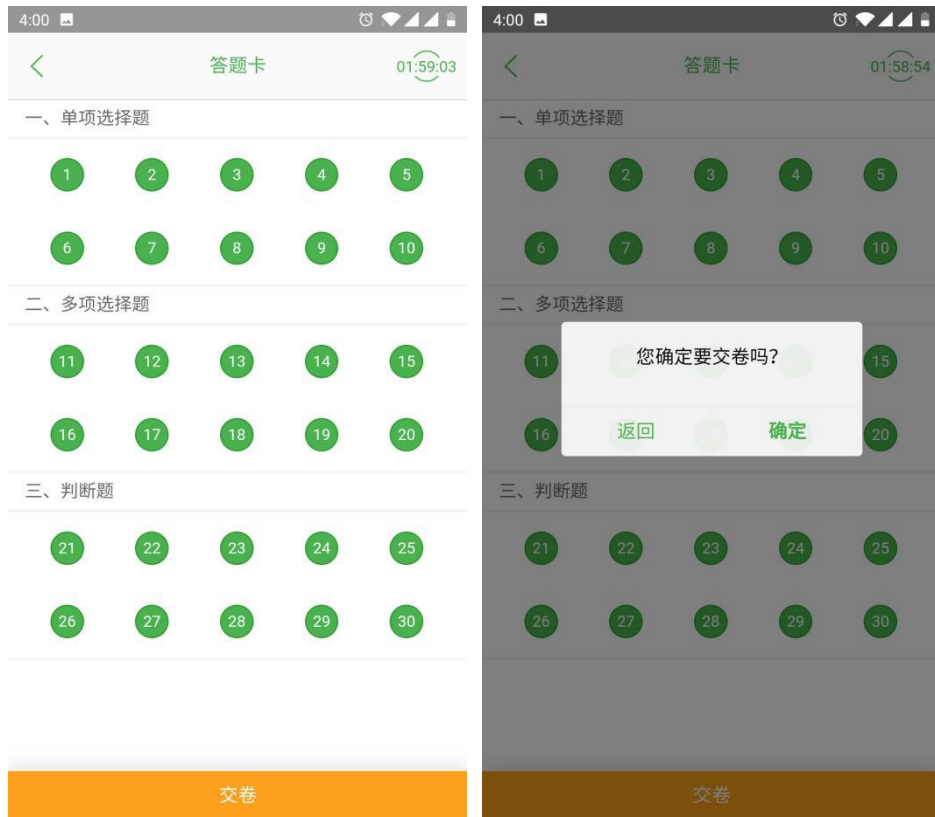 4:00
答题卡 01:59:03
一、单项选择题
1 2 3 4 5
6 7 8 9 10
二、多项选择题
11 12 13 14 15
16 17 18 19 20
三、判断题
21 22 23 24 25
26 27 28 29 30
交卷
4:00
答题卡 01:58:54
一、单项选择题
1 2 3 4 5
6 7 8 9 10
二、多项选择题
您确定要交卷吗?
11 15
返回 确定
16 20
三、判断题
21 22 23 24 25
26 27 28 29 30
交卷